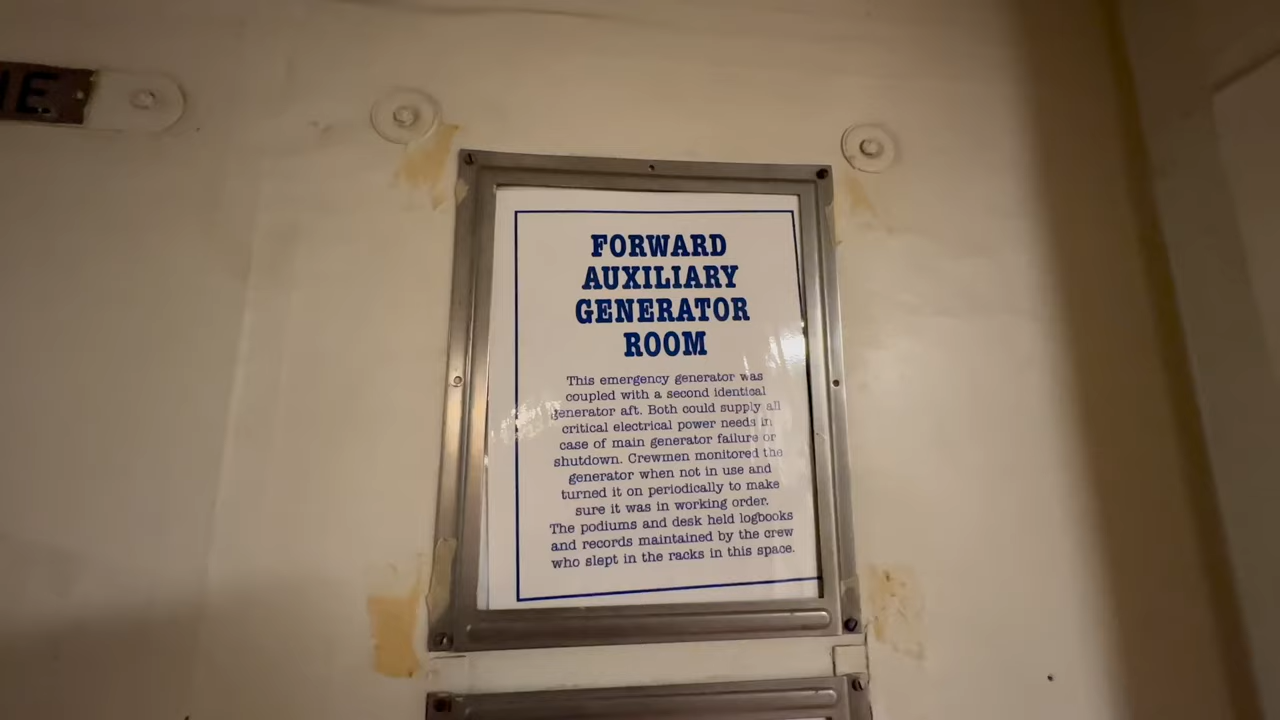 FORWARD
AUXILIARY
GENERATOR
ROOM
This emergency generator was
coupled with a second identical
generator aft. Both could supply all
critical electrical power needs in
case of main generator failure or
shutdown. Crewmen monitored the
generator when not in use and
turned it on periodically to make
sure it was in working order.
The podiums and desk held logbooks
and records maintained by the crew
who slept in the racks in this space.